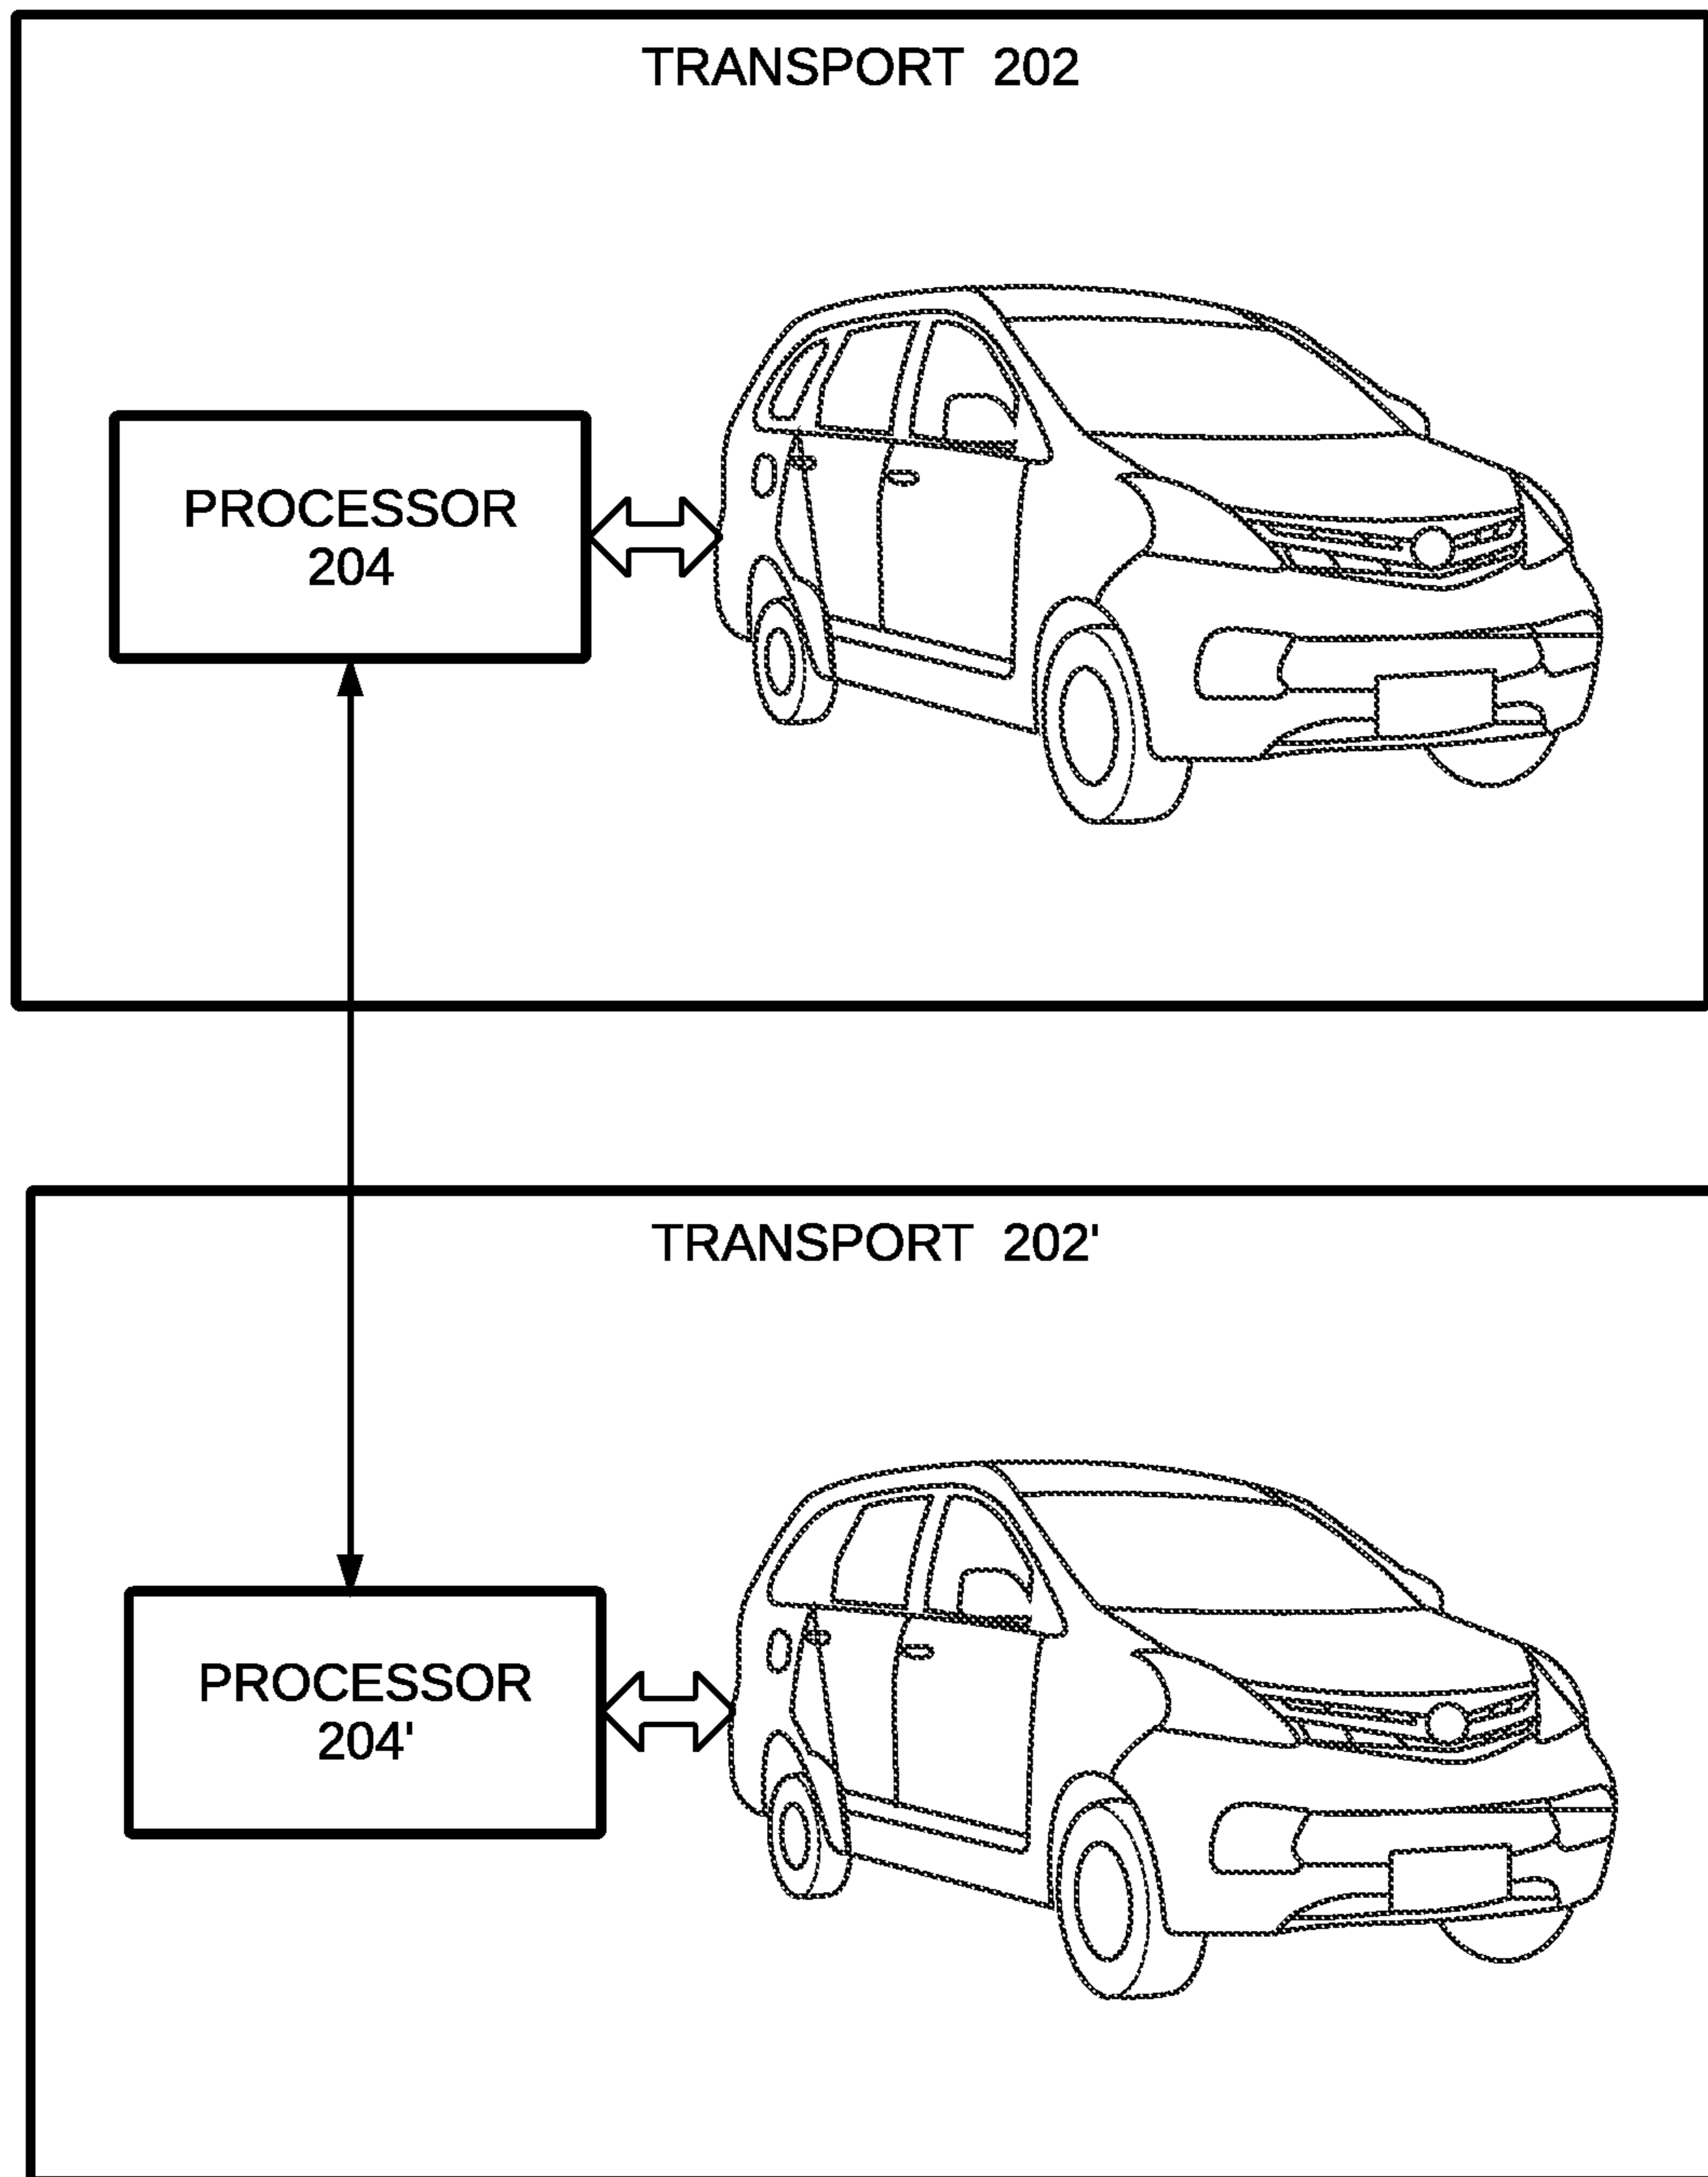 TRANSPORT 202
PROCESSOR
204
TRANSPORT 202'
PROCESSOR
204'